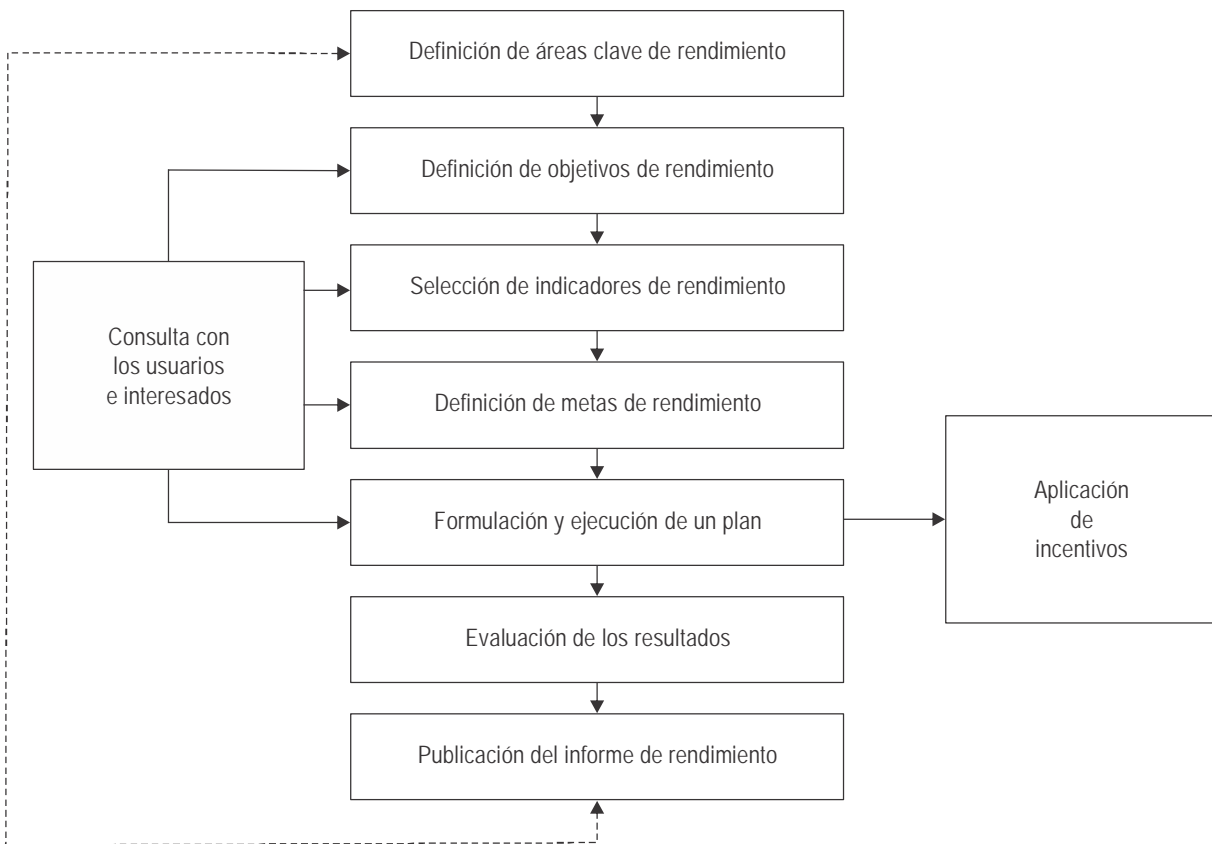 Definición de áreas clave de rendimiento
Definición de objetivos de rendimiento
Selección de indicadores de rendimiento
Consulta con
los usuarios
e interesados
Definición de metas de rendimiento
Formulación y ejecución de un plan
Aplicación
de
incentivos
Evaluación de los resultados
Publicación del informe de rendimiento